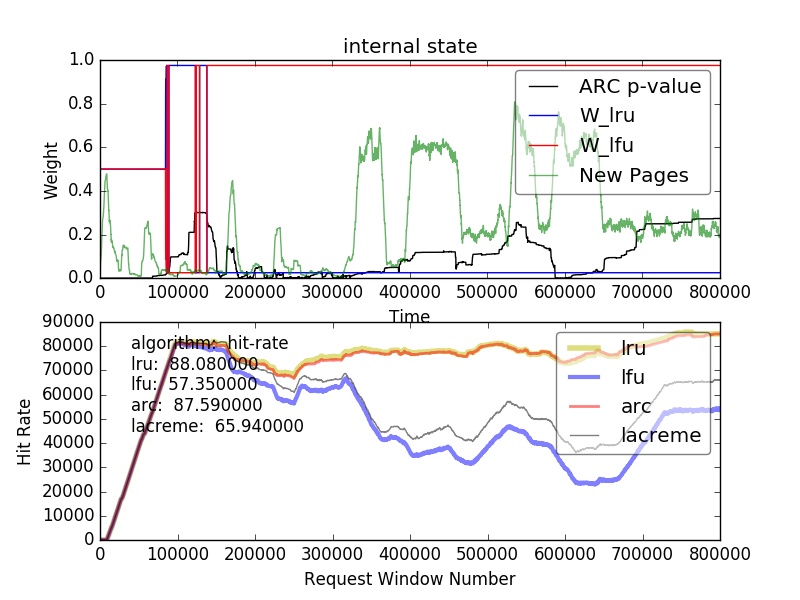 internal state
Weight
1.0
0.8
0.6
0.4
0.2
0.0
ARC p-value
W_lru
W_lfu
New Pages
0 100000 200000 300000 400000 500000 600000 700000 800000
Time
Hit Rate
90000
80000
70000
60000
50000
40000
30000
20000
10000
0
algorithm: hit-rate
lru: 88.080000
lfu: 57.350000
arc: 87.590000
lacreme: 65.940000
lru
lfu
arc
lacreme
0 100000 200000 300000 400000 500000 600000 700000 800000
Request Window Number